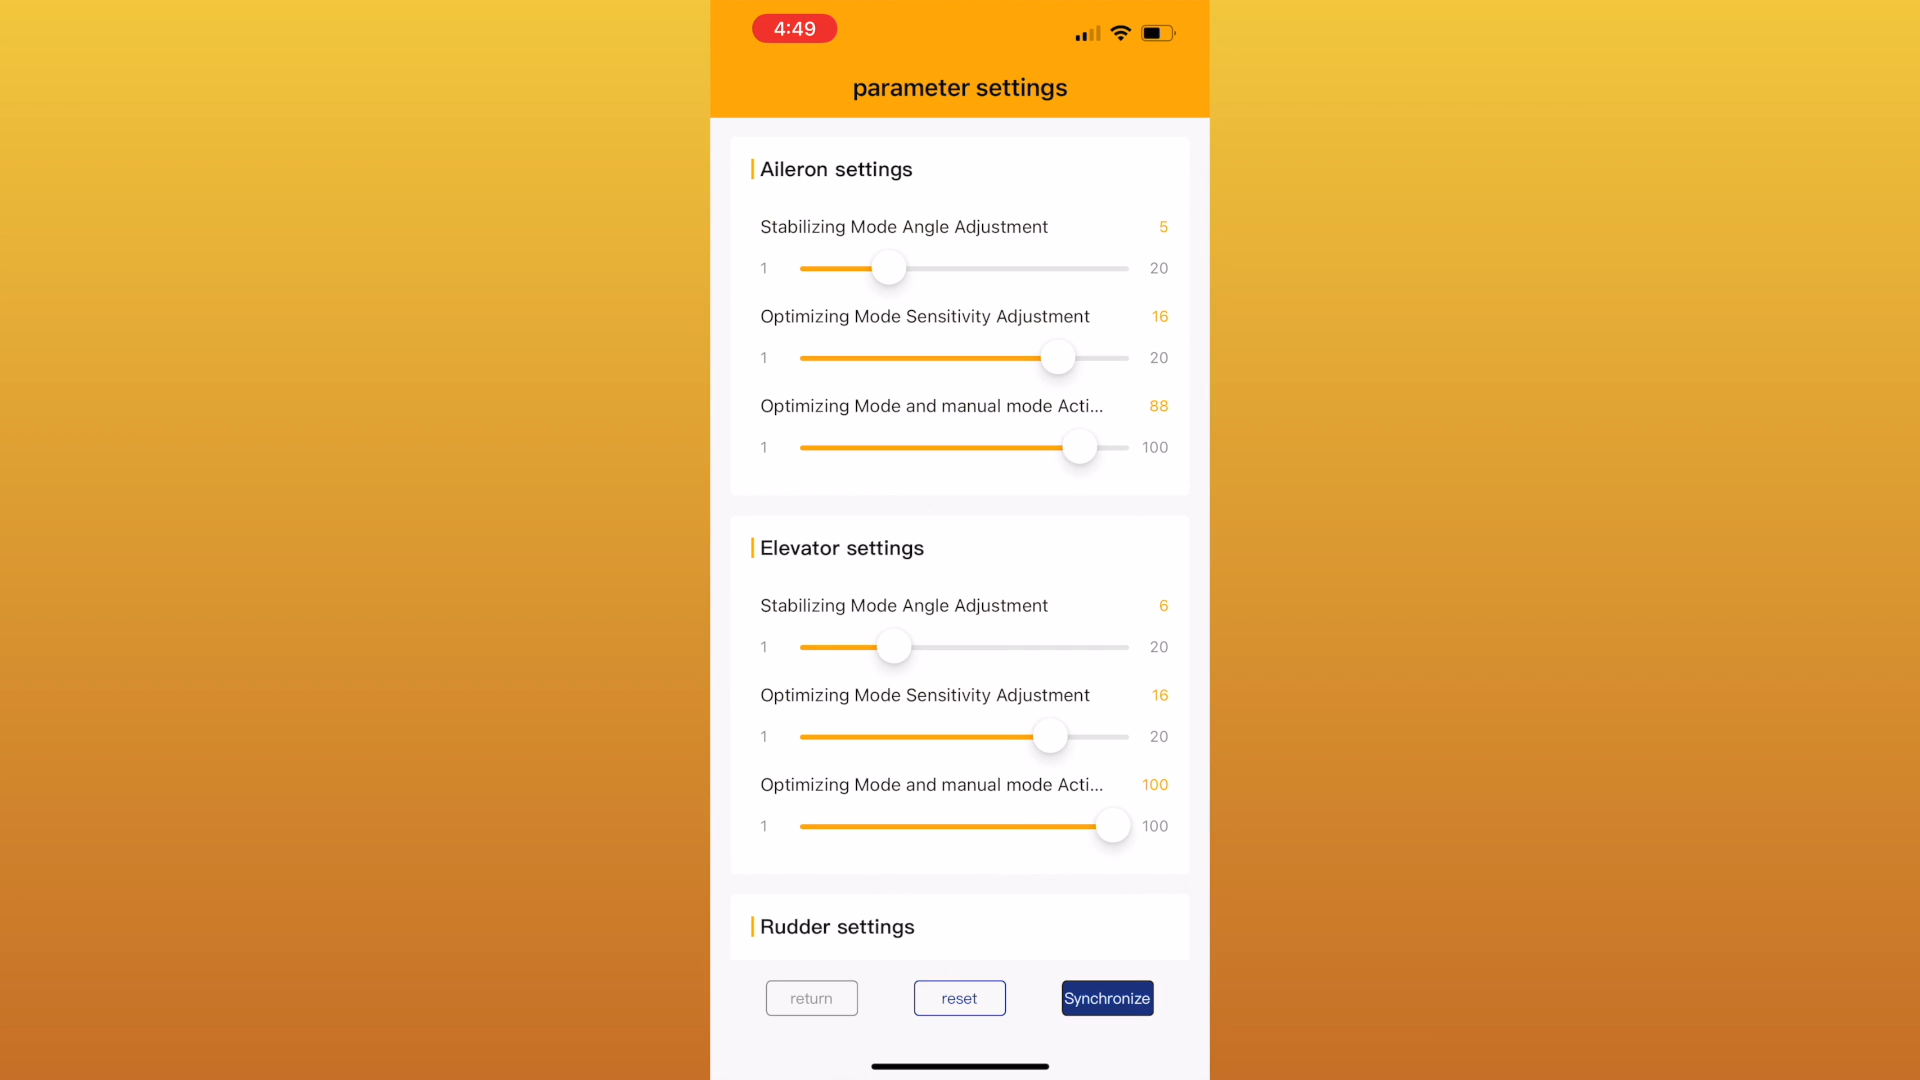 4:49
parameter settings
Aileron settings
Stabilizing Mode Angle Adjustment 5
1 20
Optimizing Mode Sensitivity Adjustment 16
1 20
Optimizing Mode and manual mode Acti... 88
1 100
Elevator settings
Stabilizing Mode Angle Adjustment 6
1 20
Optimizing Mode Sensitivity Adjustment 16
1 20
Optimizing Mode and manual mode Acti... 100
1 100
Rudder settings
return reset Synchronize